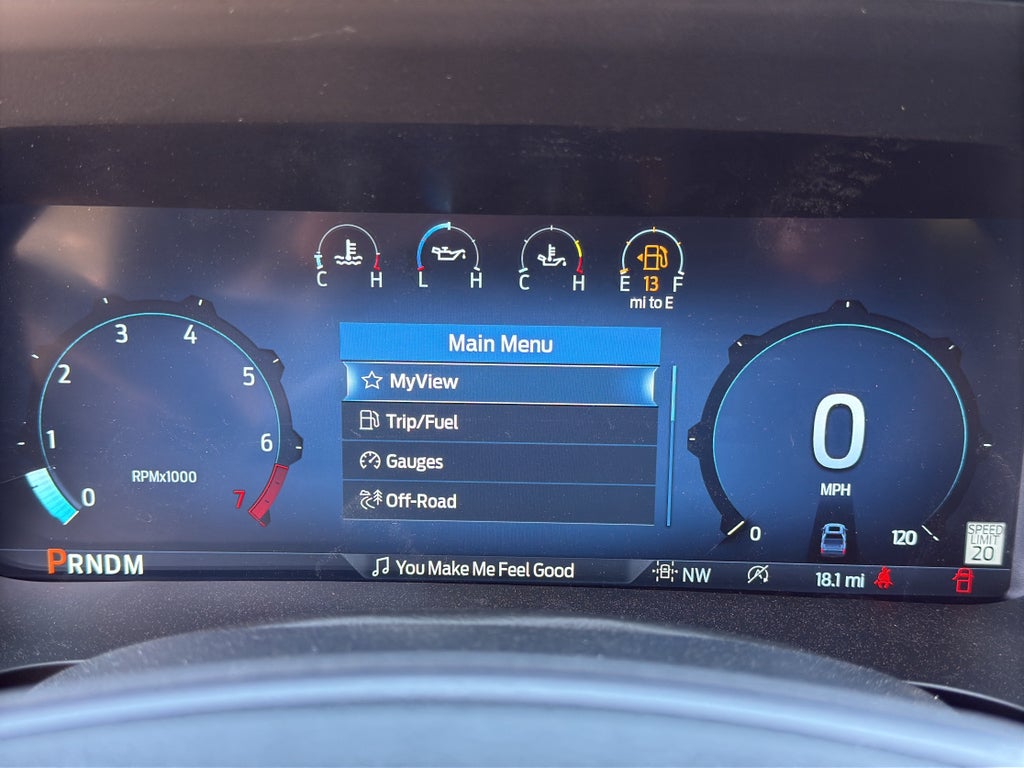 C H
L H
C H
E 13 F
mi to E
0 1 2 3 4 5 6 7
RPMx1000
Main Menu
MyView
Trip/Fuel
Gauges
Off-Road
0
MPH
0 120
SPEED
LIMIT
20
PRNDM
You Make Me Feel Good
NW
18.1 mi